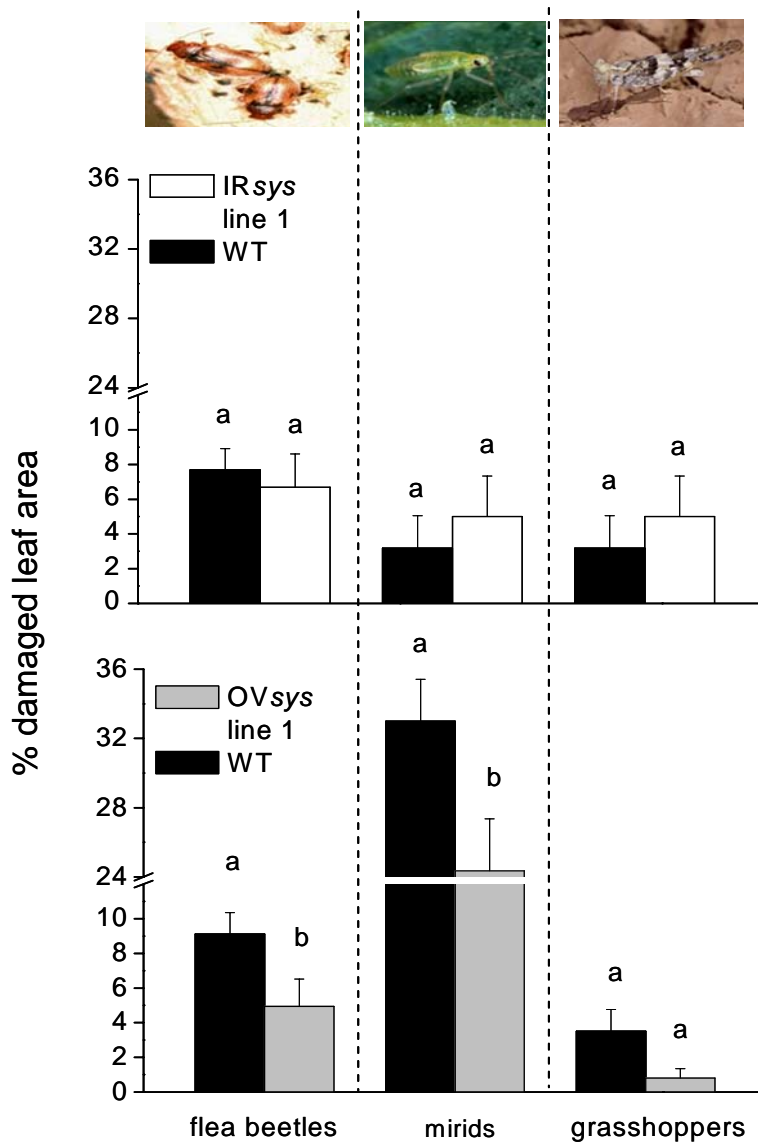 36
IRsys
line 1
WT
32
28
24
10
8
6
4
2
0
a
a
a
a
a
a
% damaged leaf area
36
OVsys
line 1
WT
32
28
24
10
8
6
4
2
0
a
b
a
b
a
a
flea beetles
mirids
grasshoppers